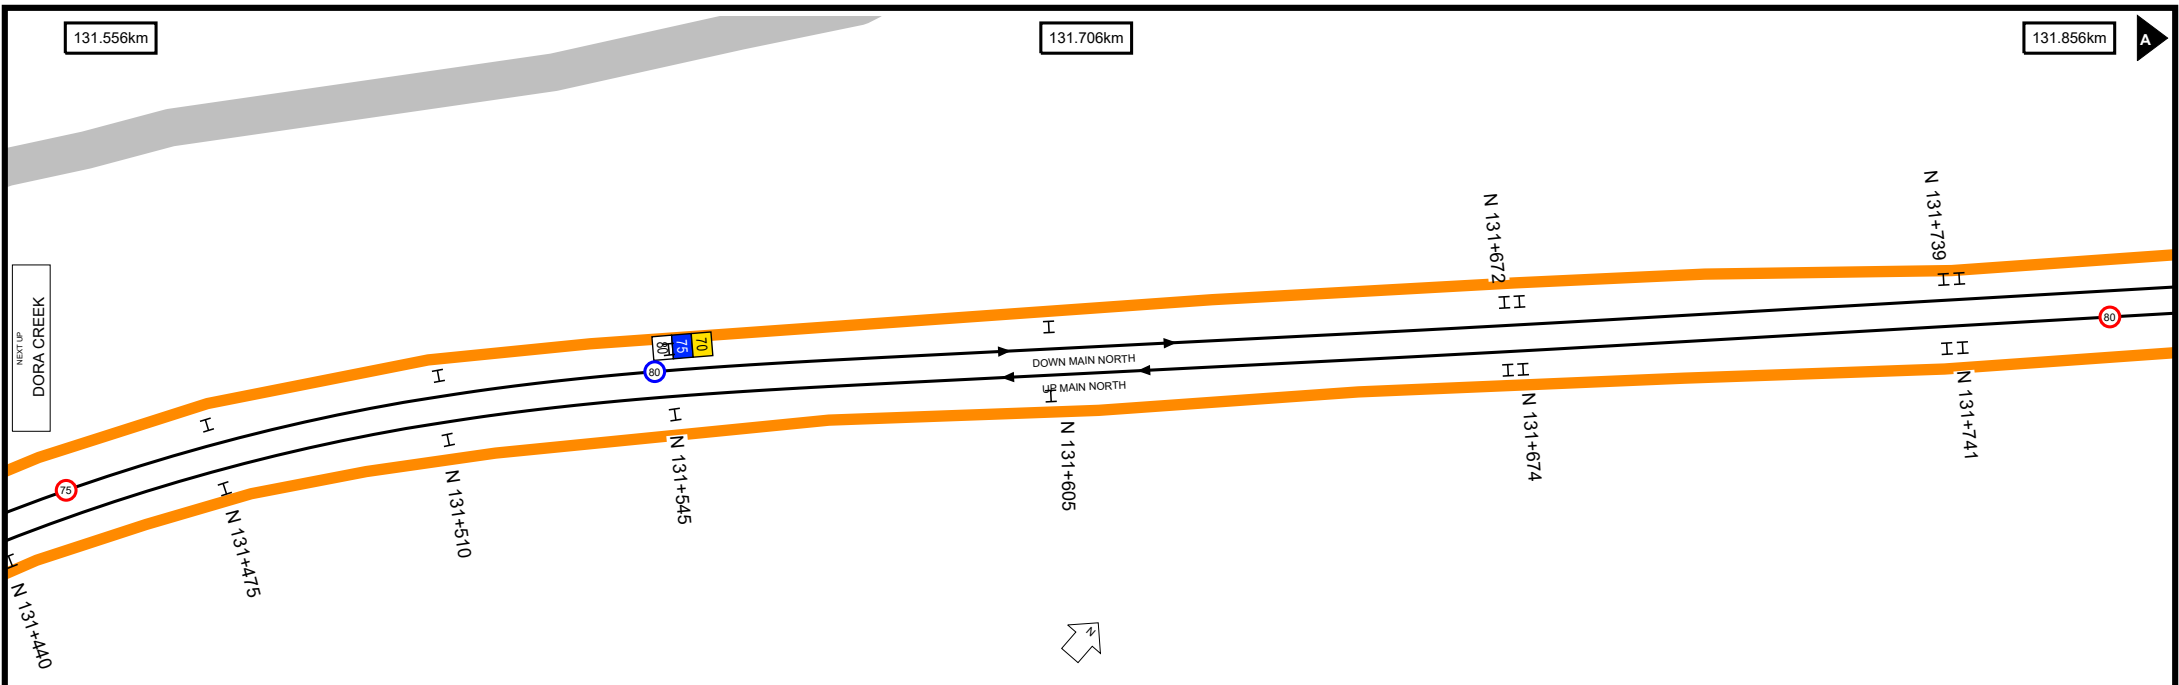 131.556km
131.706km
131.856km
A
N 131+672
N 131+739
NEXT UP
DORA CREEK
80
75
70
80
80
DOWN MAIN NORTH
UP MAIN NORTH
75
N 131+440
N 131+475
N 131+510
N 131+545
N 131+605
N 131+674
N 131+741
N